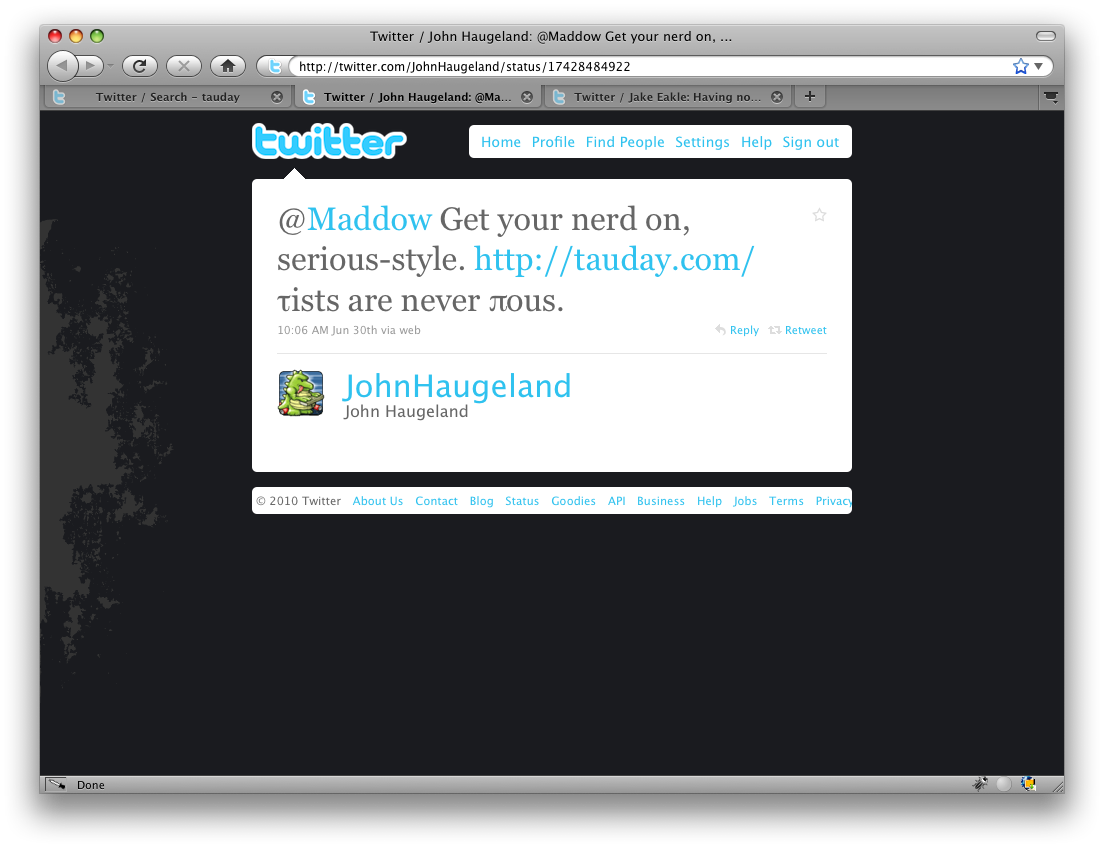 Twitter / John Haugeland: @Maddow Get your nerd on, ...
http://twitter.com/JohnHaugeland/status/17428484922
Twitter / Search - tauday Twitter / John Haugeland: @Ma... Twitter / Jake Eakle: Having no...
twitter Home Profile Find People Settings Help Sign out
@Maddow Get your nerd on,
serious-style. http://tauday.com/
τists are never πous.
10:06 AM Jun 30th via web Reply Retweet
JohnHaugeland
John Haugeland
© 2010 Twitter About Us Contact Blog Status Goodies API Business Help Jobs Terms Privacy
Done